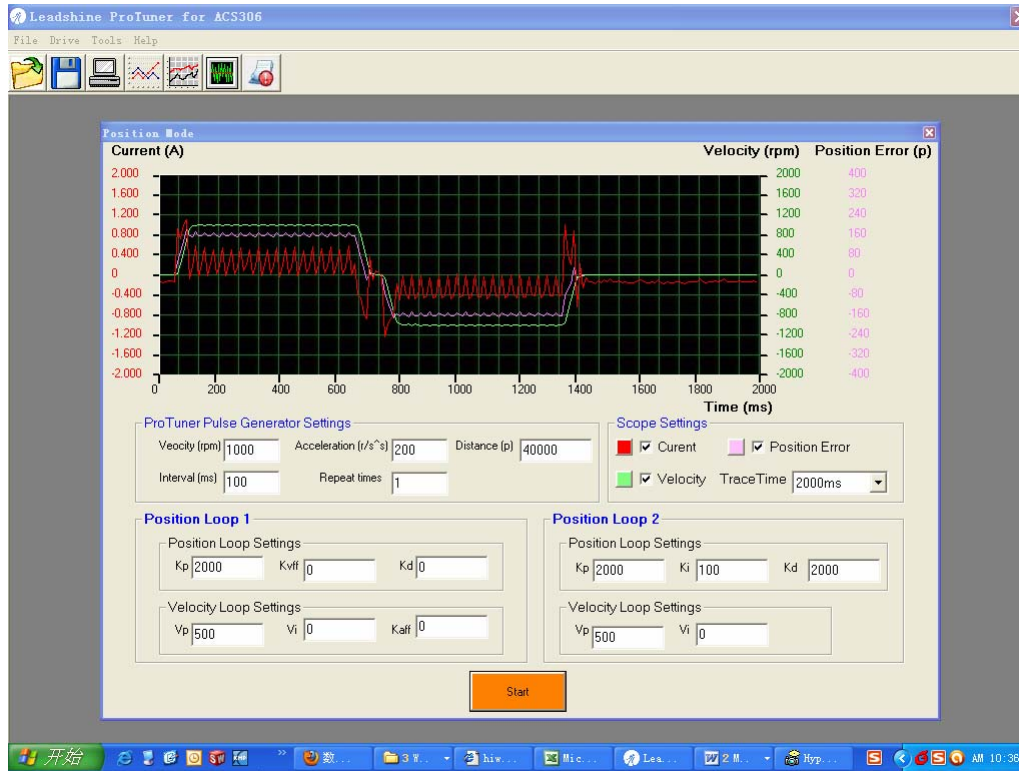 Leadshine ProTuner for ACS306
File Drive Tools Help
Position Mode
Current (A) Velocity (rpm) Position Error (p)
2.000 2000 400
1.600 1600 320
1.200 1200 240
0.800 800 160
0.400 400 80
0 0 0
-0.400 -400 -80
-0.800 -800 -160
-1.200 -1200 -240
-1.600 -1600 -320
-2.000 -2000 -400
0 200 400 600 800 1000 1200 1400 1600 1800 2000
Time (ms)
ProTuner Pulse Generator Settings
Veocity (rpm) 1000 Acceleration (r/s^s) 200 Distance (p) 40000
Interval (ms) 100 Repeat times 1
Scope Settings
Curent Position Error
Velocity TraceTime 2000ms
Position Loop 1
Position Loop Settings
Kp 2000 Kvff 0 Kd 0
Velocity Loop Settings
Vp 500 Vi 0 Kaff 0
Position Loop 2
Position Loop Settings
Kp 2000 Ki 100 Kd 2000
Velocity Loop Settings
Vp 500 Vi 0
Start
开始 数... 3 W.. hiw... Mic... Lea... 2 M.. Hyp... AM 10:36